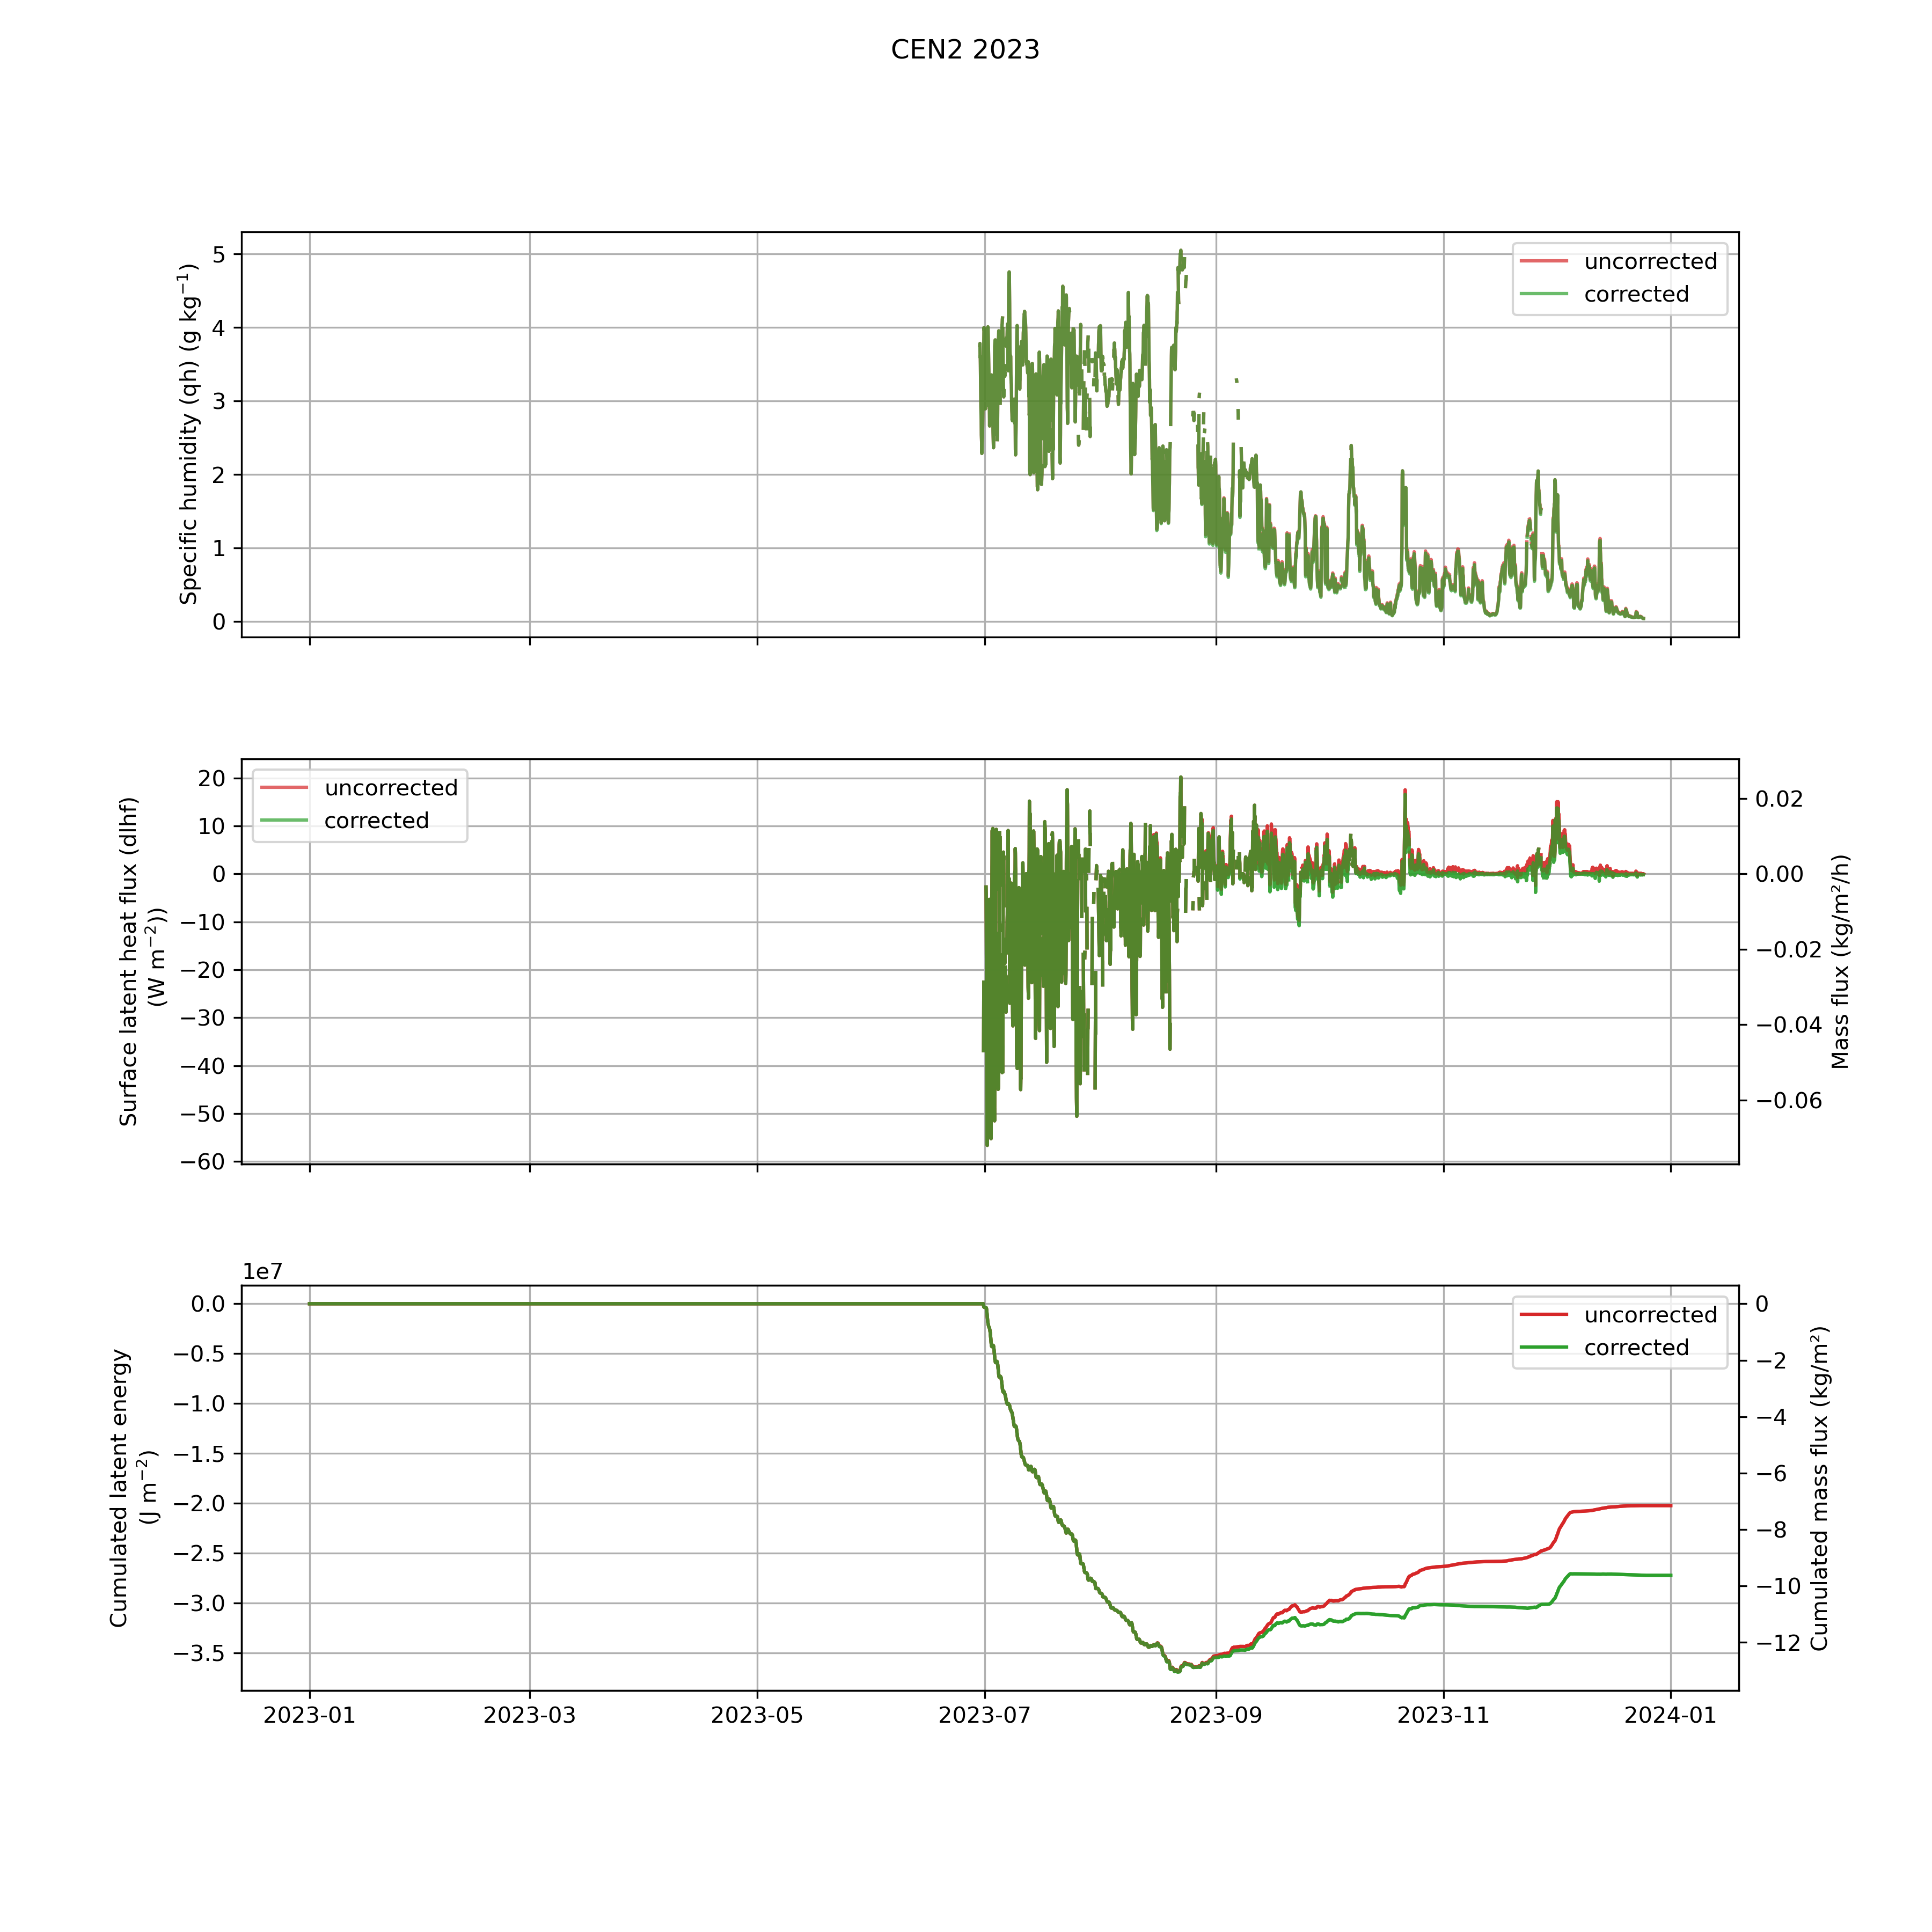 CEN2 2023
Specific humidity (qh) (g kg⁻¹)
5
4
3
2
1
0
uncorrected
corrected
Surface latent heat flux (dlhf)
(W m⁻²))
20
10
0
−10
−20
−30
−40
−50
−60
uncorrected
corrected
0.02
0.00
−0.02
−0.04
−0.06
Mass flux (kg/m²/h)
1e7
Cumulated latent energy
(J m⁻²)
0.0
−0.5
−1.0
−1.5
−2.0
−2.5
−3.0
−3.5
uncorrected
corrected
0
−2
−4
−6
−8
−10
−12
Cumulated mass flux (kg/m²)
2023-01 2023-03 2023-05 2023-07 2023-09 2023-11 2024-01